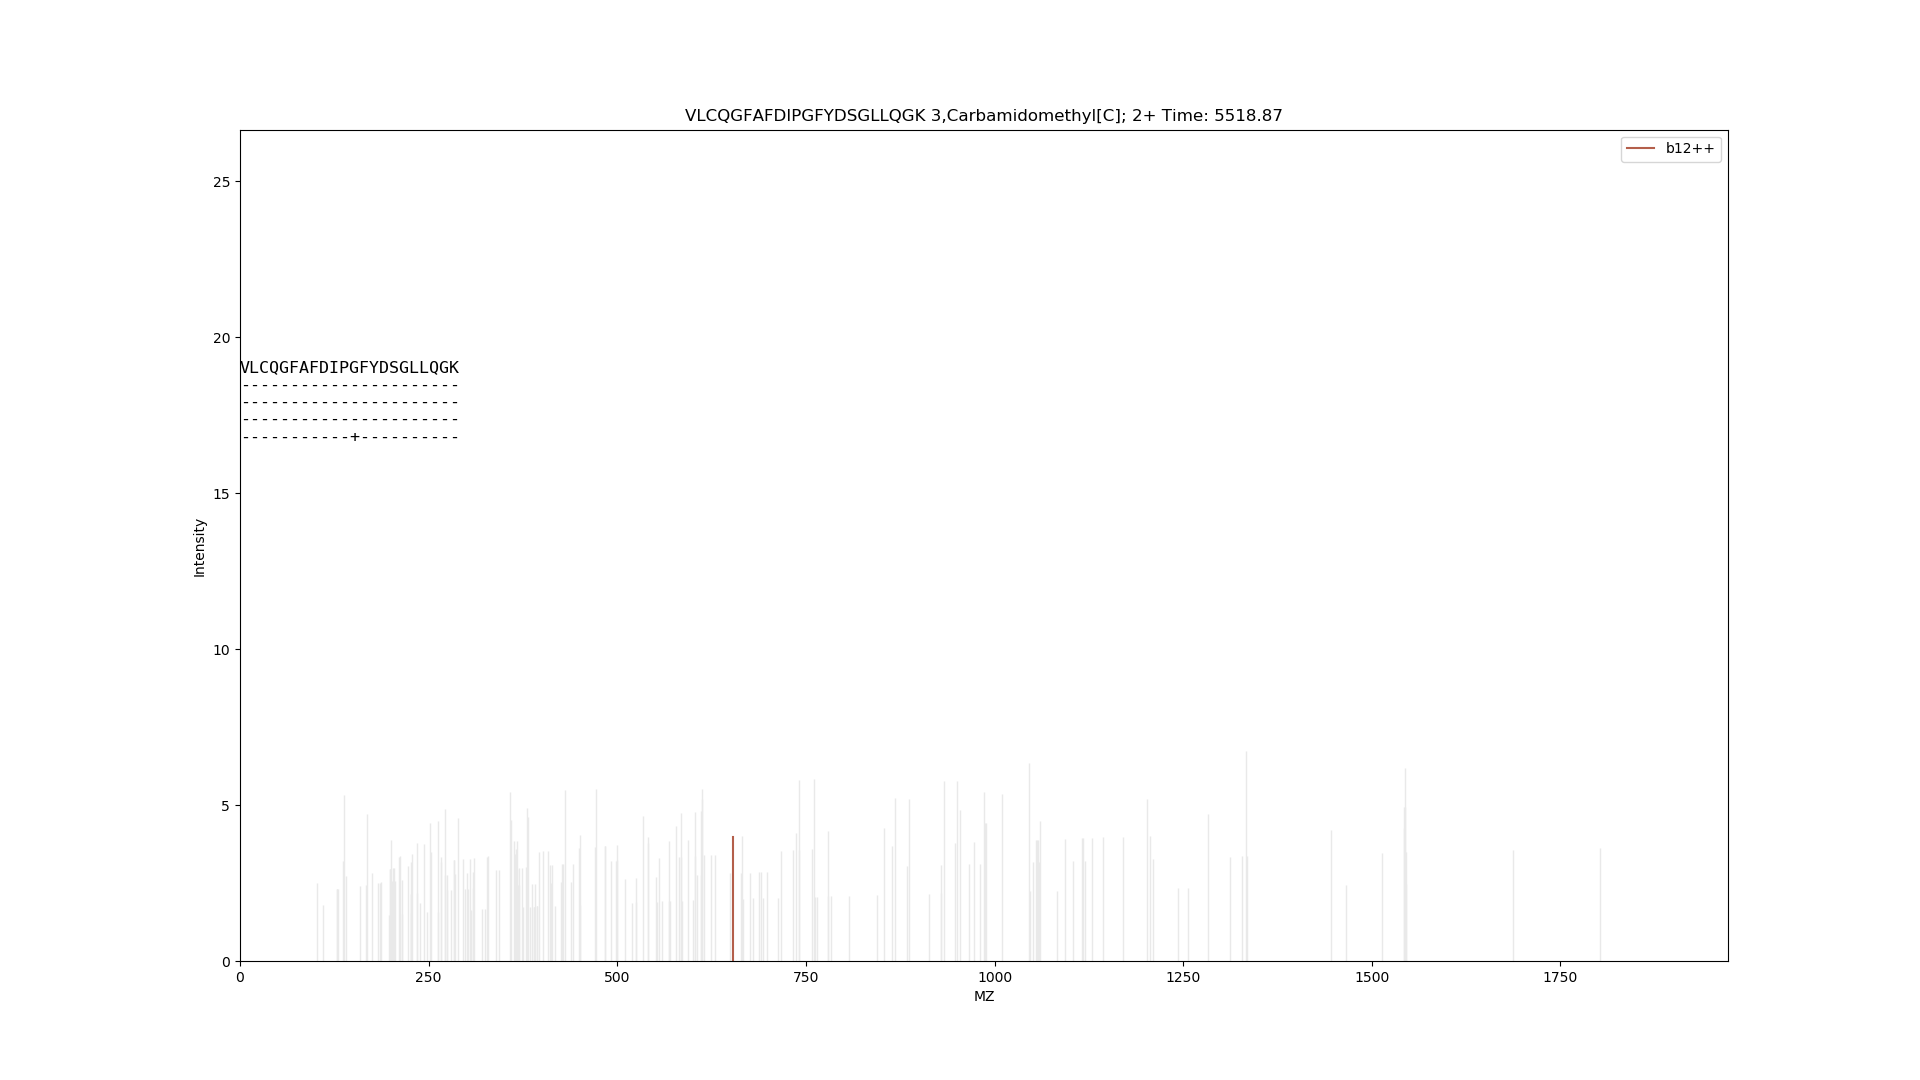 VLCQGFAFDIPGFYDSGLLQGK 3,Carbamidomethyl[C]; 2+ Time: 5518.87
b12++
25
20
VLCQGFAFDIPGFYDSGLLQGK
----------------------
----------------------
----------------------
-----------+----------
15
Intensity
10
5
0
0 250 500 750 1000 1250 1500 1750
MZ